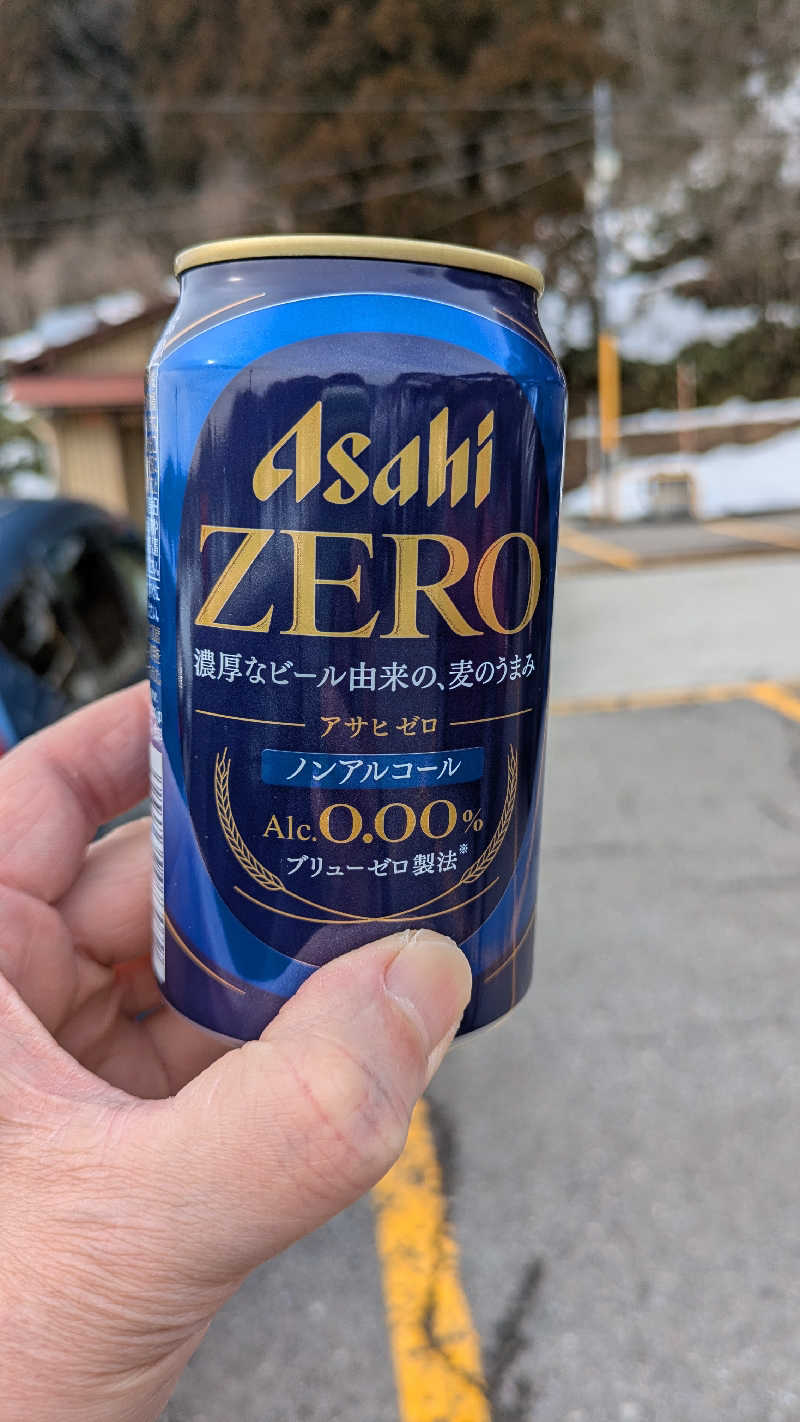 Asahi
ZERO
濃厚なビール由来の、麦のうまみ
アサヒ ゼロ
ノンアルコール
Alc.0.00%
ブリューゼロ製法※